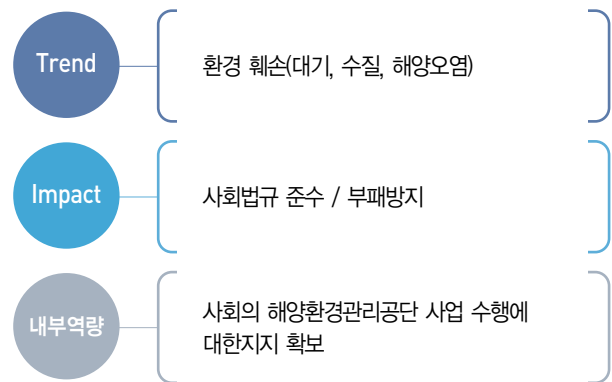 Trend
환경 훼손(대기, 수질, 해양오염)
Impact
사회법규 준수 / 부패방지
내부역량
사회의 해양환경관리공단 사업 수행에
대한지지 확보